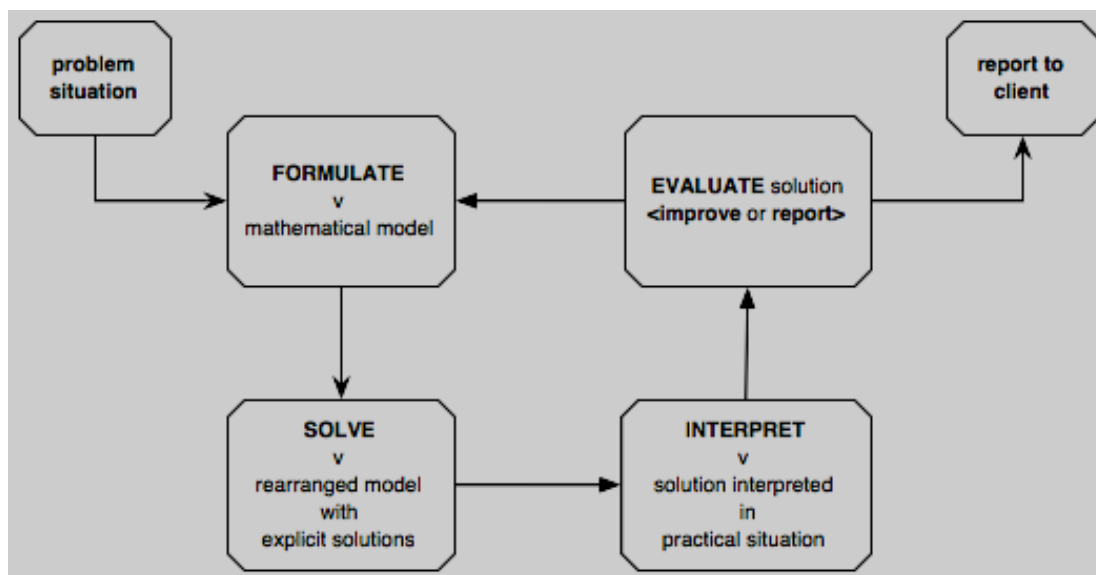 problem
situation
report to
client
FORMULATE
v
mathematical model
EVALUATE solution
<improve or report>
SOLVE
v
rearranged model
with
explicit solutions
INTERPRET
v
solution interpreted
in
practical situation